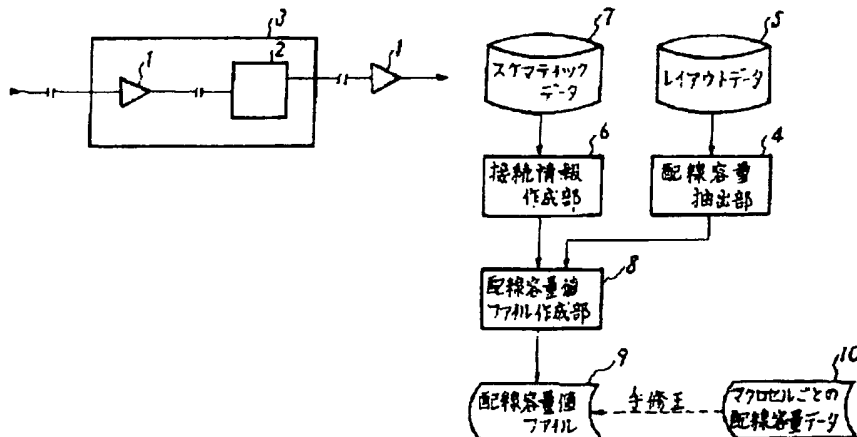 3
1
2
1
7
スケマティック
データ
5
レイアウトデータ
6
接続情報
作成部
4
配線容量
抽出部
8
配線容量値
ファイル作成部
9
配線容量値
ファイル
手修正
10
マクロセルごとの
配線容量データ